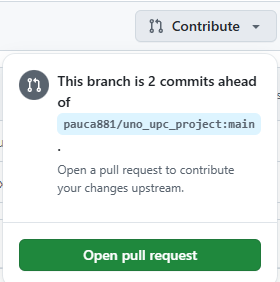 Contribute
This branch is 2 commits ahead
of
pauca881/uno_upc_project:main
.
Open a pull request to contribute
your changes upstream.
Open pull request